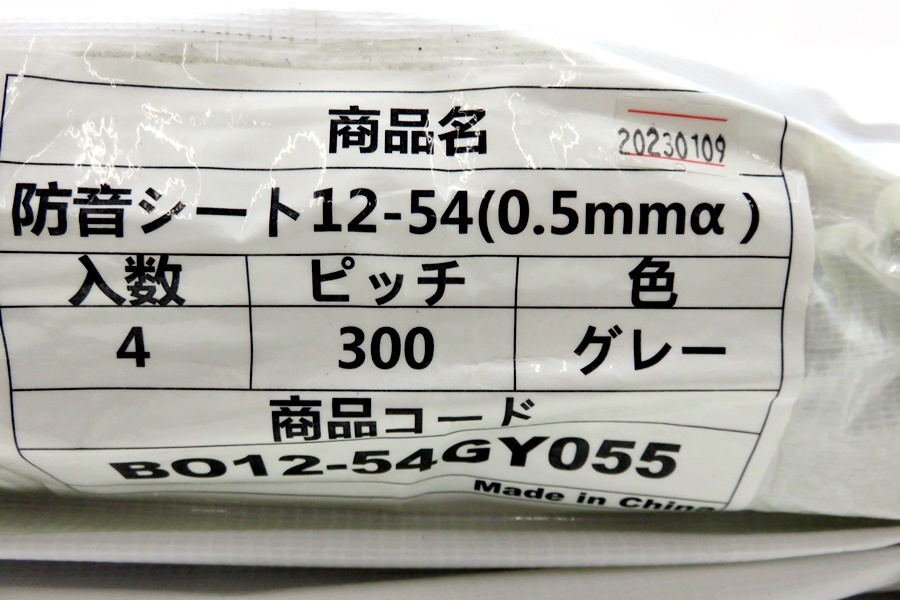 商品名
20230109
防音シート12-54(0.5mmα)
入数 ピッチ 色
4 300 グレー
商品コード
BO12-54GY055
Made in China